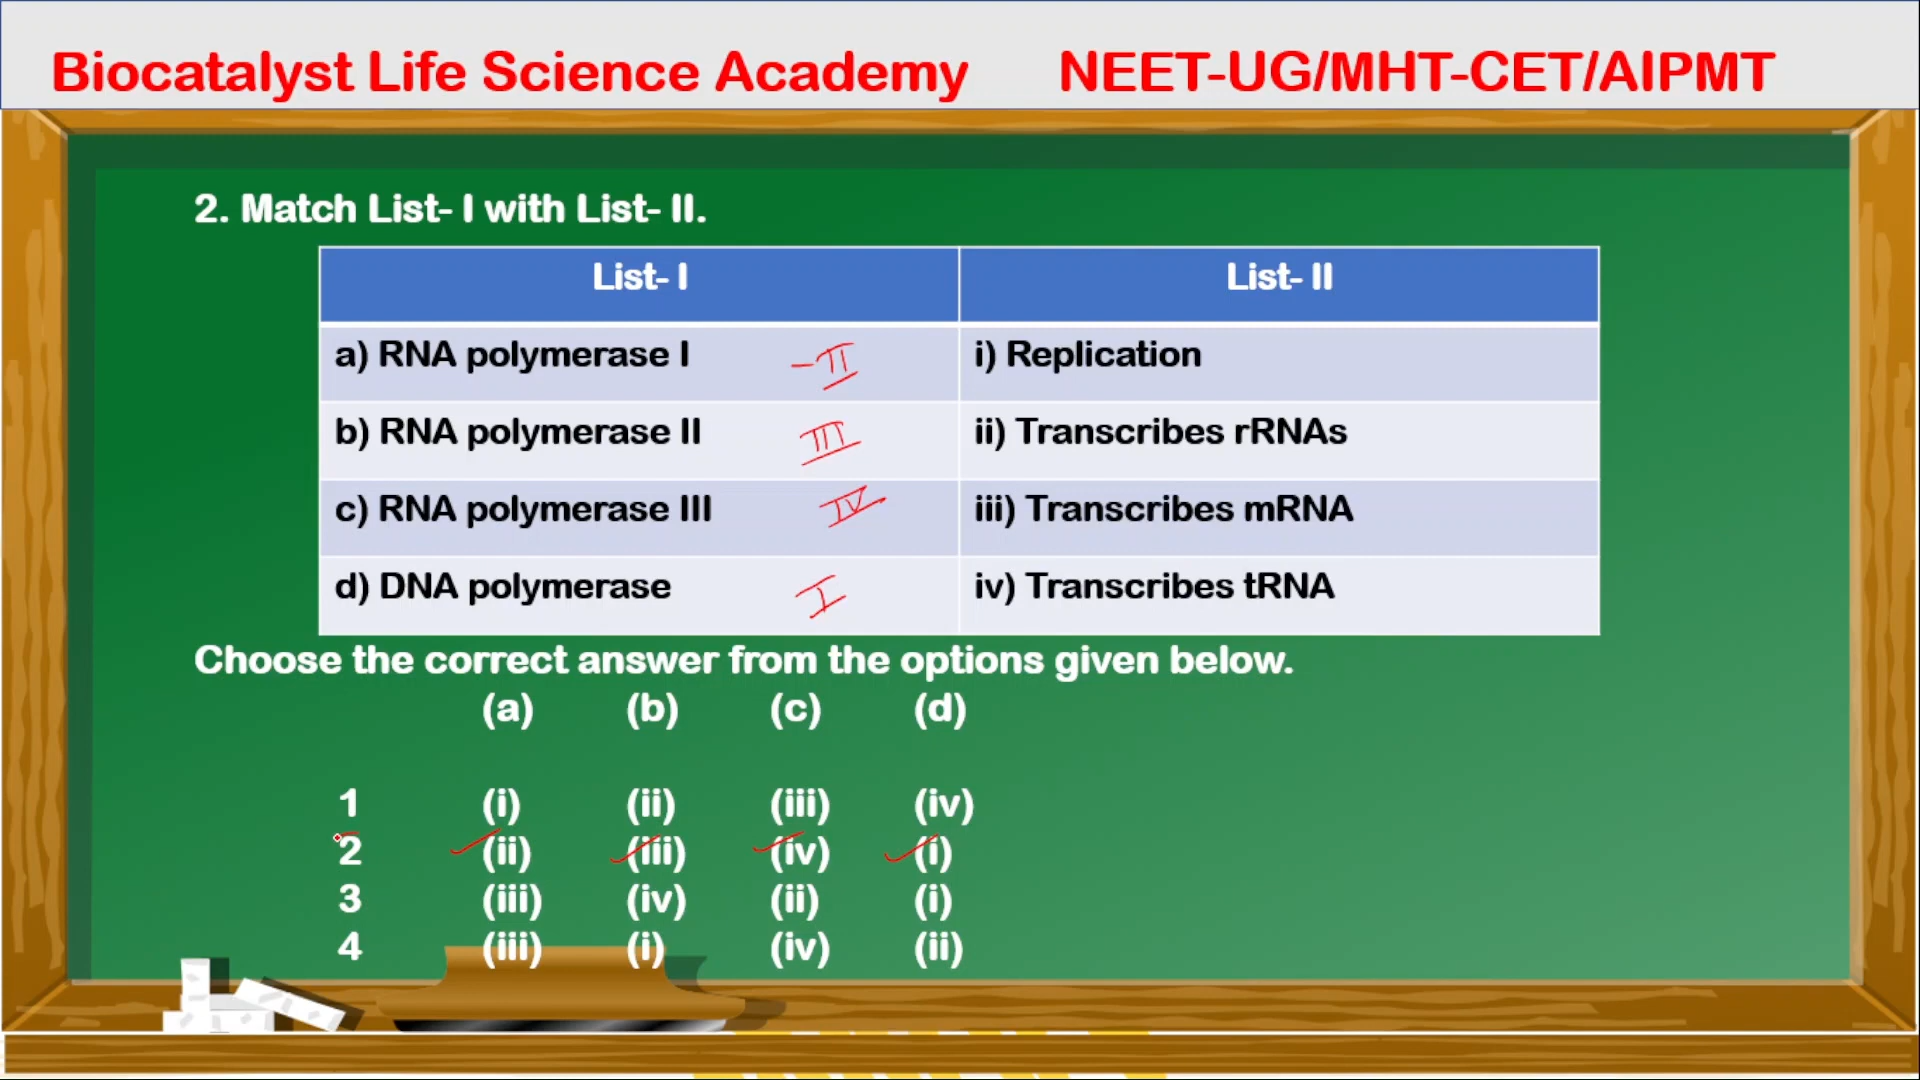 Biocatalyst Life Science Academy NEET-UG/MHT-CET/AIPMT
2. Match List- I with List- II.
List- I List- II
a) RNA polymerase I -II i) Replication
b) RNA polymerase II III ii) Transcribes rRNAs
c) RNA polymerase III IV iii) Transcribes mRNA
d) DNA polymerase I iv) Transcribes tRNA
Choose the correct answer from the options given below.
(a) (b) (c) (d)
1 (i) (ii) (iii) (iv)
2 (ii) (iii) (iv) (i)
3 (iii) (iv) (ii) (i)
4 (iii) (i) (iv) (ii)